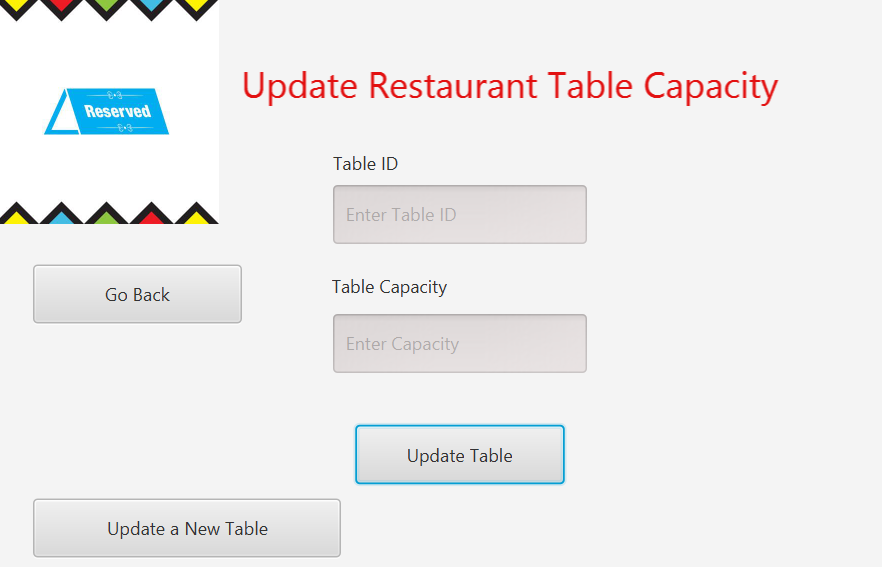 Reserved
Update Restaurant Table Capacity
Table ID
Enter Table ID
Go Back
Table Capacity
Enter Capacity
Update Table
Update a New Table